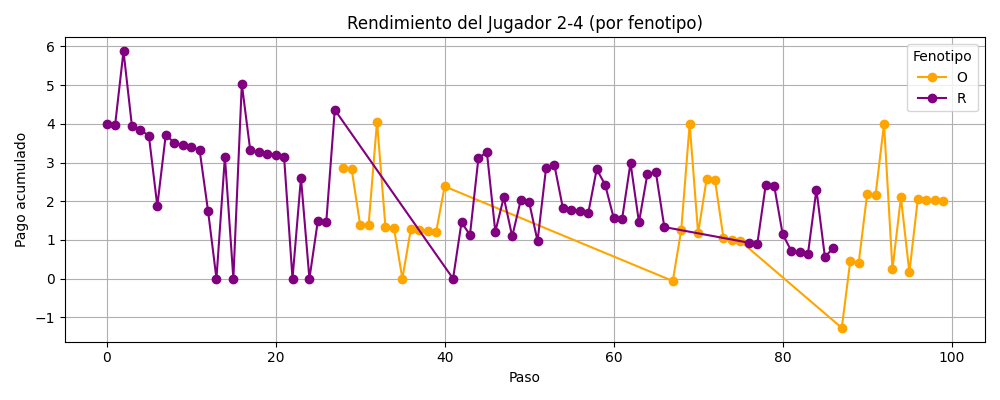 Rendimiento del Jugador 2-4 (por fenotipo)
Pago acumulado
6
5
4
3
2
1
0
−1
Fenotipo
O
R
0 20 40 60 80 100
Paso